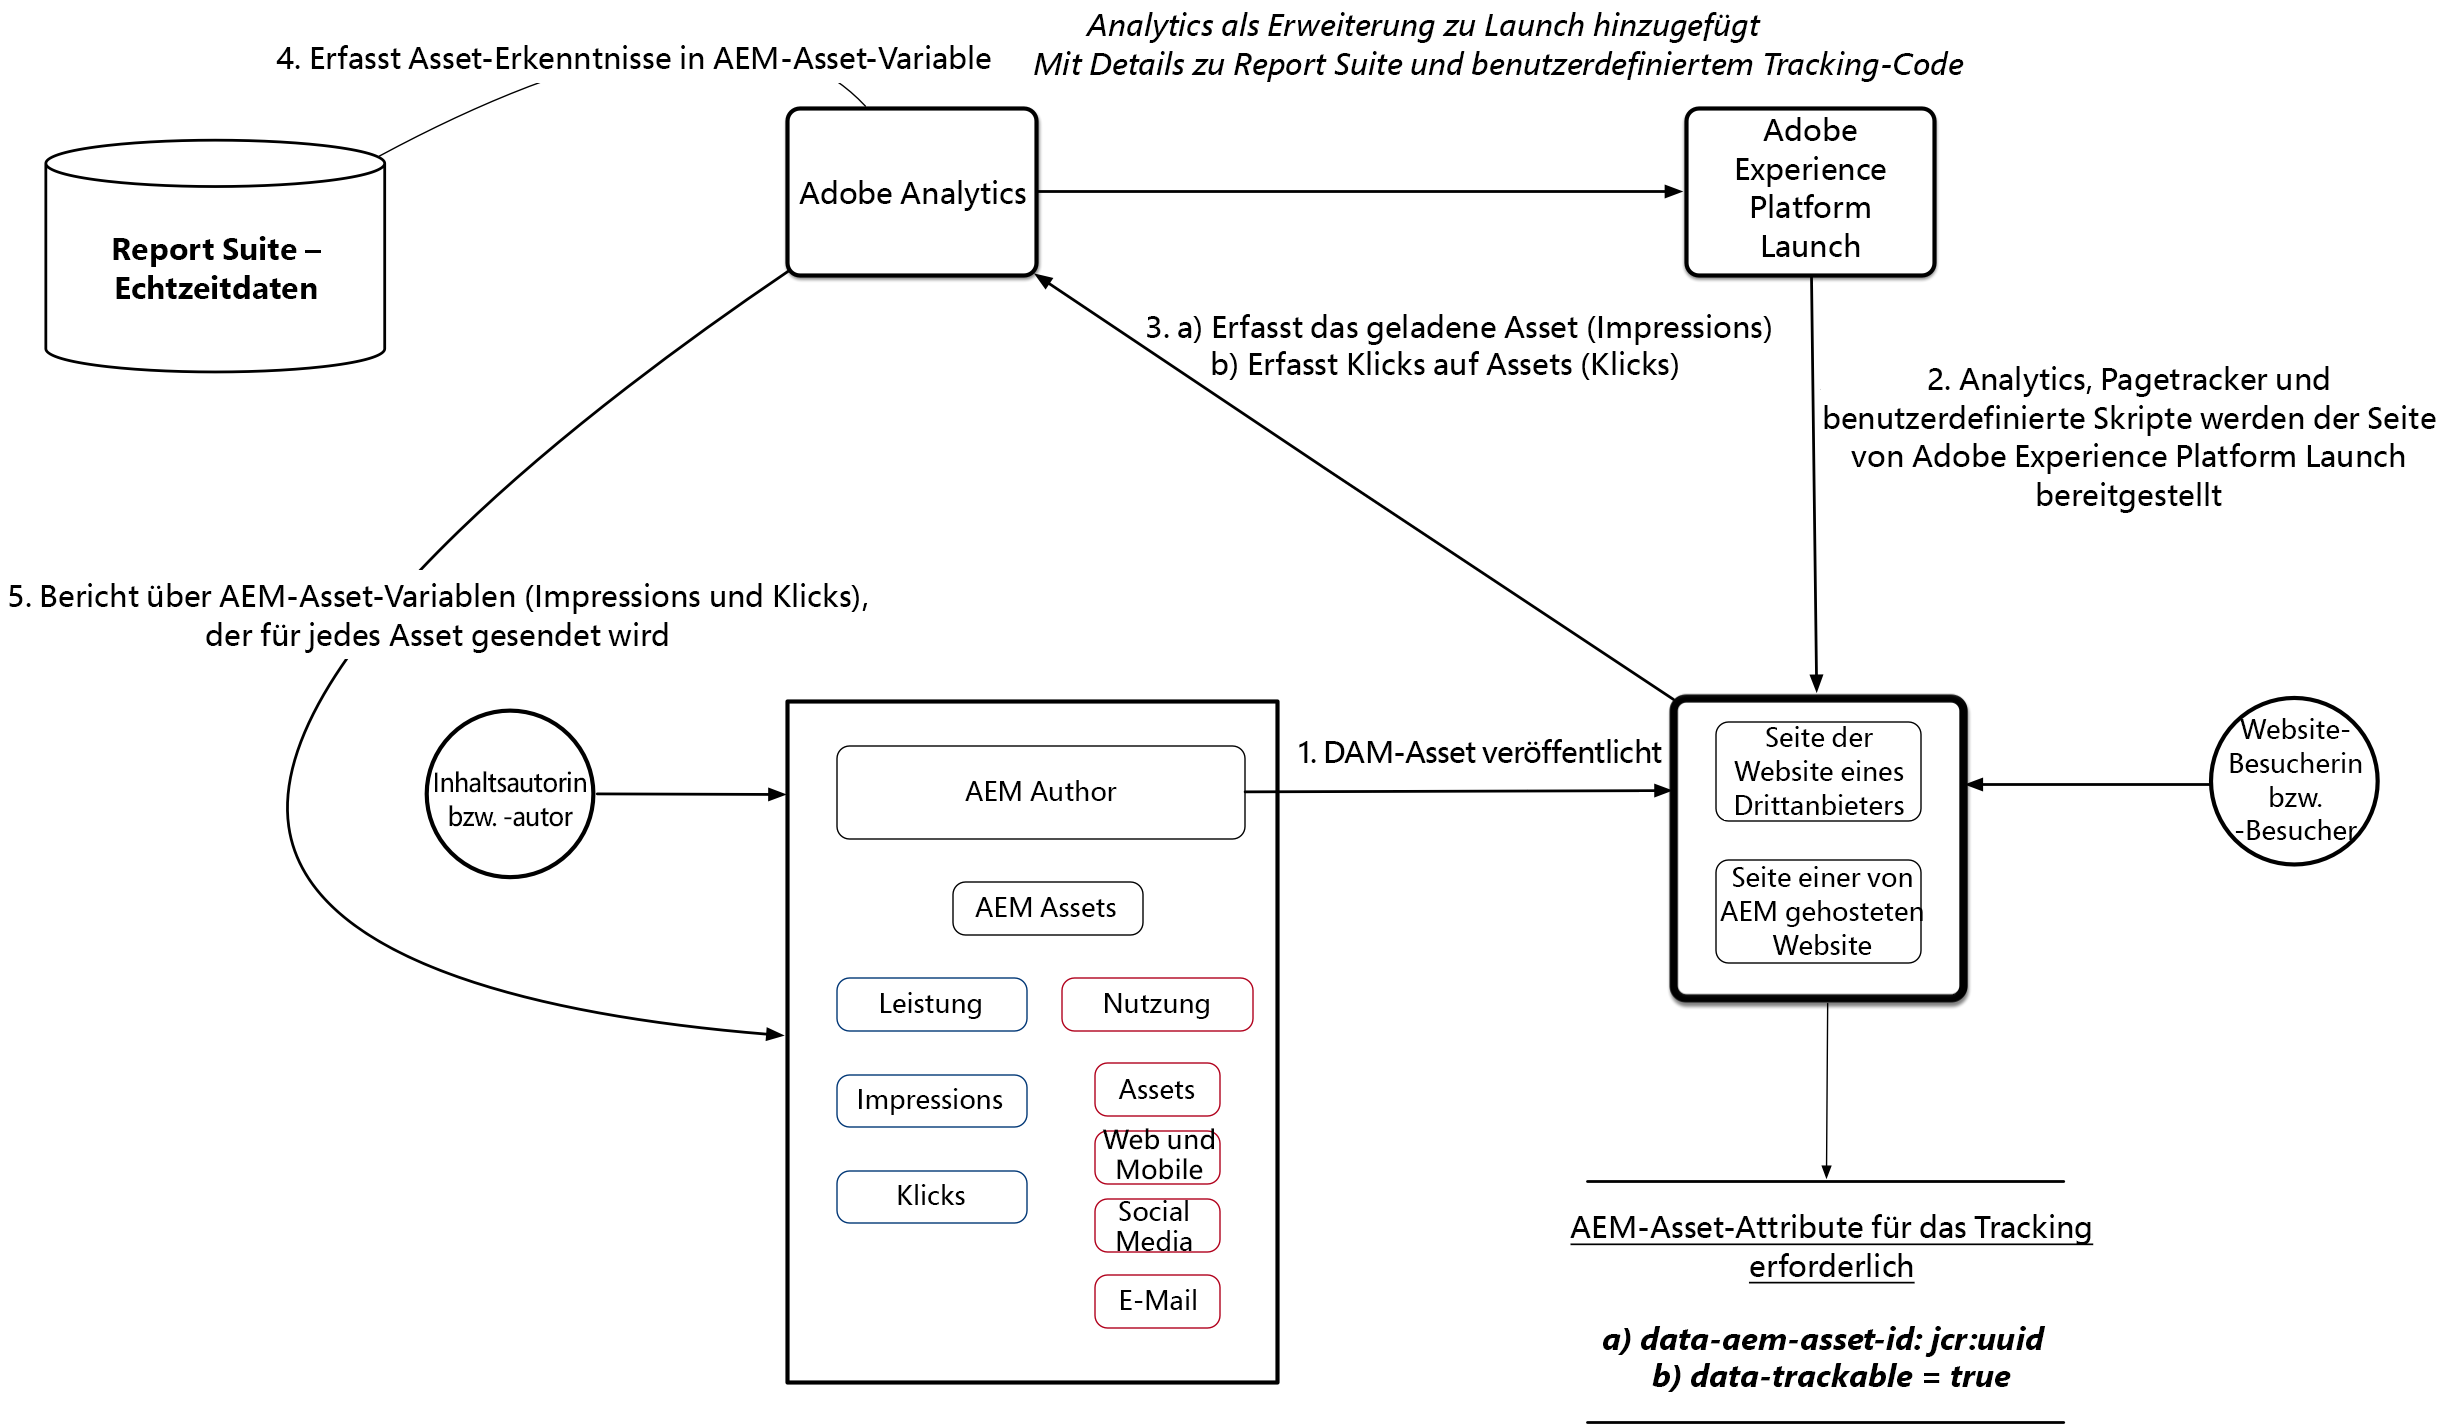 Analytics als Erweiterung zu Launch hinzugefügt
Mit Details zu Report Suite und benutzerdefiniertem Tracking-Code
4. Erfasst Asset-Erkenntnisse in AEM-Asset-Variable
Report Suite –
Echtzeitdaten
Adobe Analytics
Adobe
Experience
Platform
Launch
3. a) Erfasst das geladene Asset (Impressions)
b) Erfasst Klicks auf Assets (Klicks)
2. Analytics, Pagetracker und
benutzerdefinierte Skripte werden der Seite
von Adobe Experience Platform Launch
bereitgestellt
5. Bericht über AEM-Asset-Variablen (Impressions und Klicks),
der für jedes Asset gesendet wird
Inhaltsautorin
bzw. -autor
AEM Author
1. DAM-Asset veröffentlicht
Seite der
Website eines
Drittanbieters
Seite einer von
AEM gehosteten
Website
Website-
Besucherin
bzw.
-Besucher
AEM Assets
Leistung
Nutzung
Impressions
Klicks
Assets
Web und
Mobile
Social
Media
E-Mail
AEM-Asset-Attribute für das Tracking
erforderlich
a) data-aem-asset-id: jcr:uuid
b) data-trackable = true